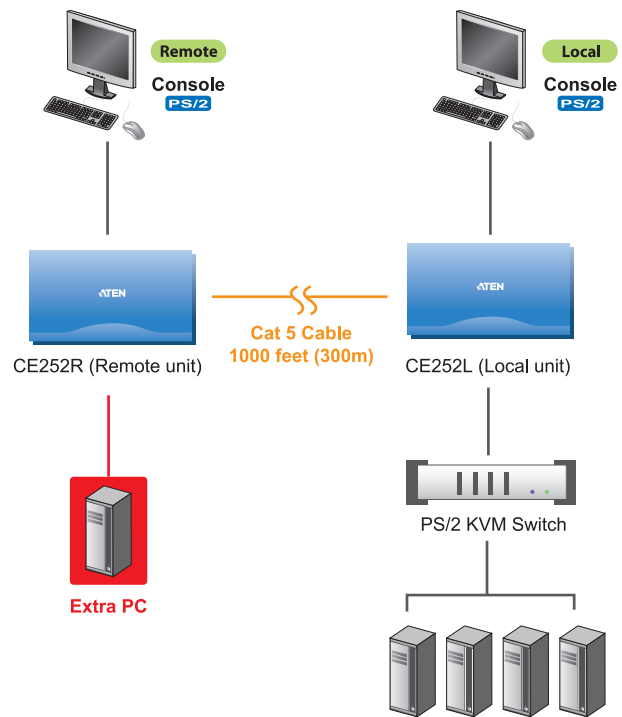 Remote
Console
PS/2
Local
Console
PS/2
ATEN
ATEN
Cat 5 Cable
1000 feet (300m)
CE252R (Remote unit)
CE252L (Local unit)
PS/2 KVM Switch
Extra PC